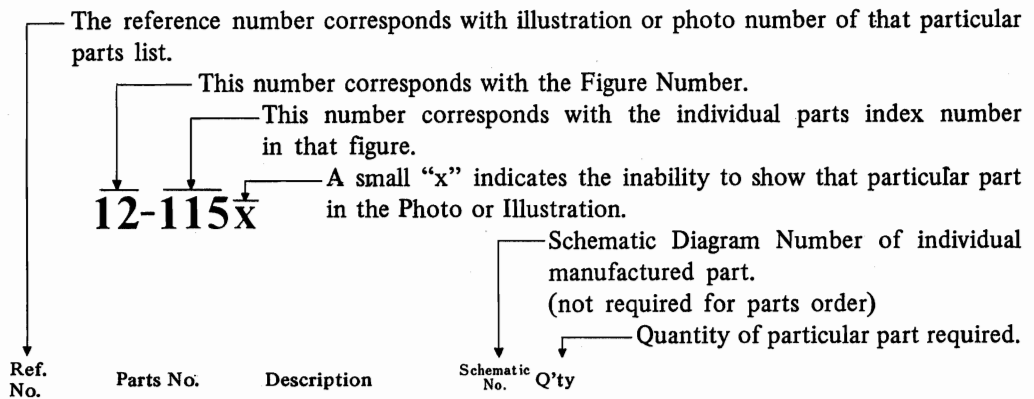 The reference number corresponds with illustration or photo number of that particular
parts list.
This number corresponds with the Figure Number.
This number corresponds with the individual parts index number
in that figure.
A small “x” indicates the inability to show that particular part
in the Photo or Illustration.
12-115x
Schematic Diagram Number of individual
manufactured part.
(not required for parts order)
Quantity of particular part required.
Ref. No. Parts No. Description Schematic No. Q'ty